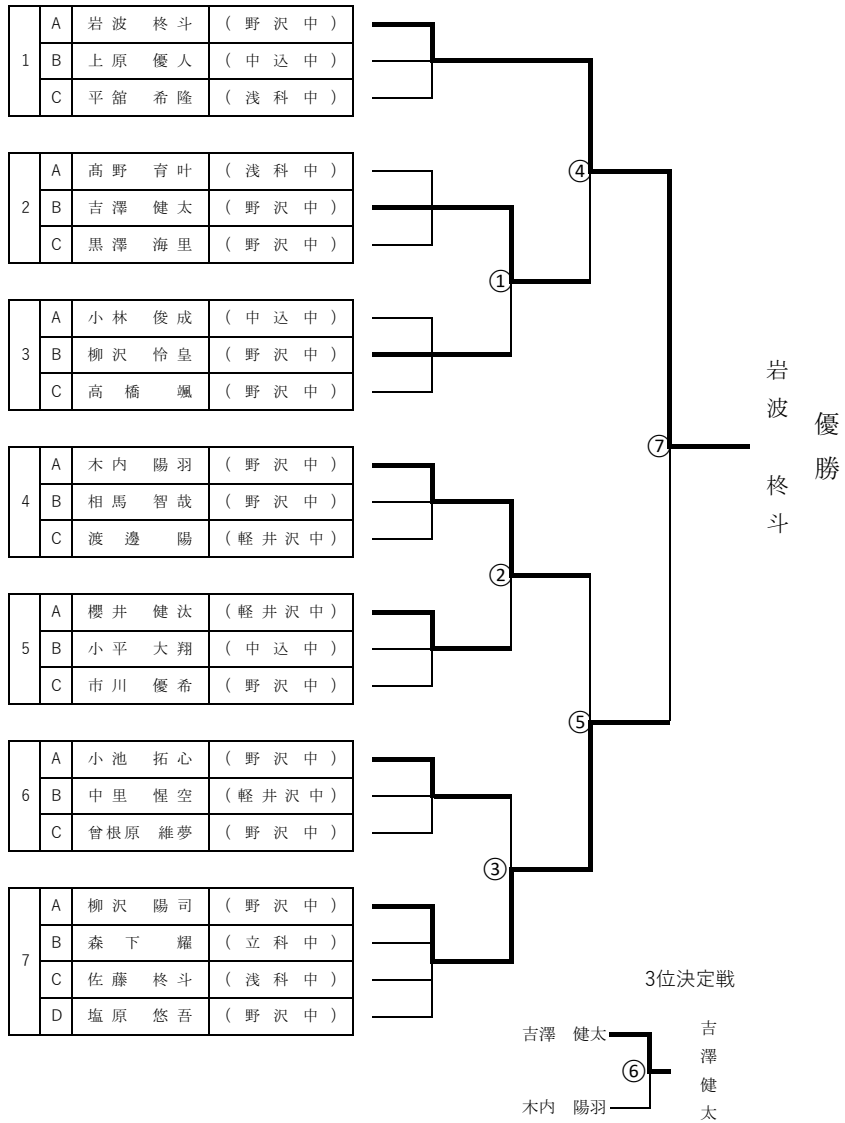 1
A 岩波 柊斗 (野沢中)
B 上原 優人 (中込中)
C 平舘 希隆 (浅科中)
2
A 髙野 育叶 (浅科中)
B 吉澤 健太 (野沢中)
C 黒澤 海里 (野沢中)
3
A 小林 俊成 (中込中)
B 柳沢 怜皇 (野沢中)
C 高橋 颯 (野沢中)
4
A 木内 陽羽 (野沢中)
B 相馬 智哉 (野沢中)
C 渡邊 陽 (軽井沢中)
5
A 櫻井 健汰 (軽井沢中)
B 小平 大翔 (中込中)
C 市川 優希 (野沢中)
6
A 小池 拓心 (野沢中)
B 中里 惺空 (軽井沢中)
C 曾根原 維夢 (野沢中)
7
A 柳沢 陽司 (野沢中)
B 森下 耀 (立科中)
C 佐藤 柊斗 (浅科中)
D 塩原 悠吾 (野沢中)
①
②
③
④
⑤
⑦
優勝
岩波 柊斗
3位決定戦
吉澤 健太
⑥
木内 陽羽
吉澤健太